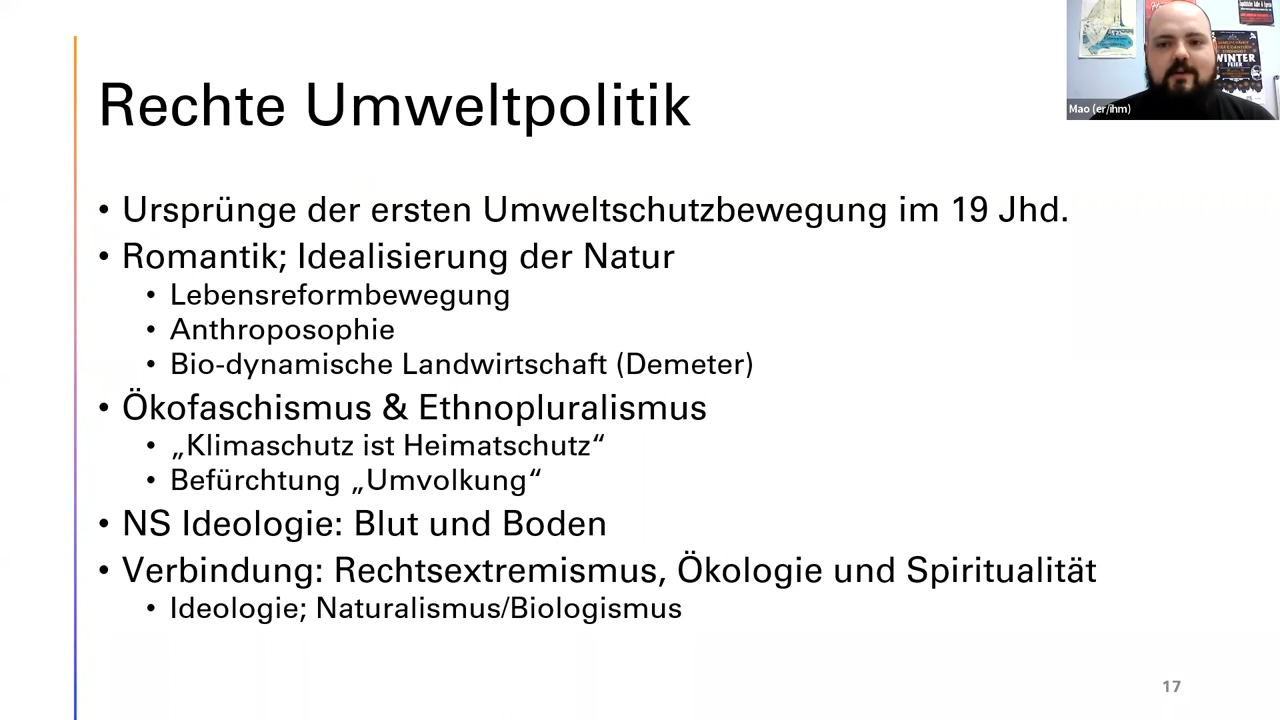 Rechte Umweltpolitik
• Ursprünge der ersten Umweltschutzbewegung im 19 Jhd.
• Romantik; Idealisierung der Natur
• Lebensreformbewegung
• Anthroposophie
• Bio-dynamische Landwirtschaft (Demeter)
• Ökofaschismus & Ethnopluralismus
• „Klimaschutz ist Heimatschutz“
• Befürchtung „Umvolkung“
• NS Ideologie: Blut und Boden
• Verbindung: Rechtsextremismus, Ökologie und Spiritualität
• Ideologie; Naturalismus/Biologismus
17
WINTER
FEIER
Mao (er/ihm)